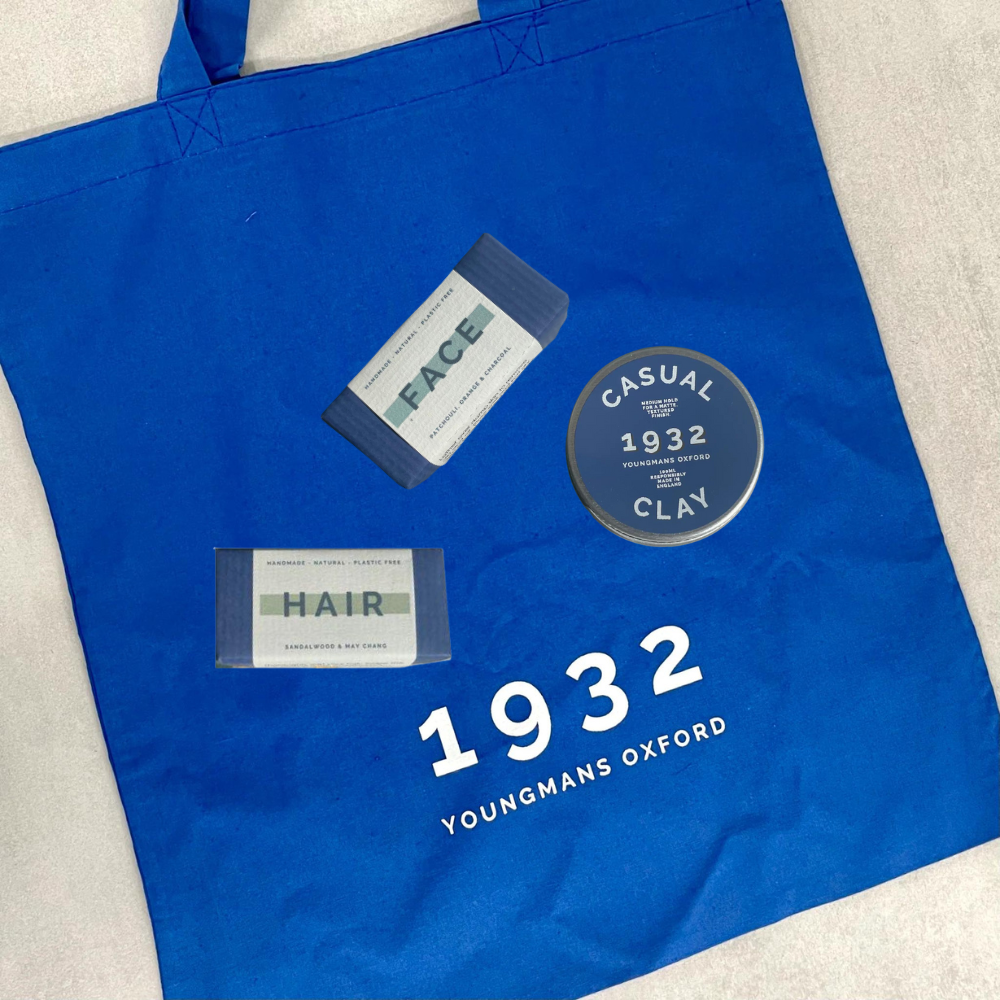 HANDMADE - NATURAL - PLASTIC FREE
FACE
PATCHOULI, ORANGE & CHARCOAL
CASUAL
MEDIUM HOLD
FOR A MATTE,
TEXTURED
FINISH.
1932
YOUNGMANS OXFORD
100ML
RESPONSIBLY
MADE IN
ENGLAND
CLAY
HANDMADE - NATURAL - PLASTIC FREE
HAIR
SANDALWOOD & MAY CHANG
1932
YOUNGMANS OXFORD